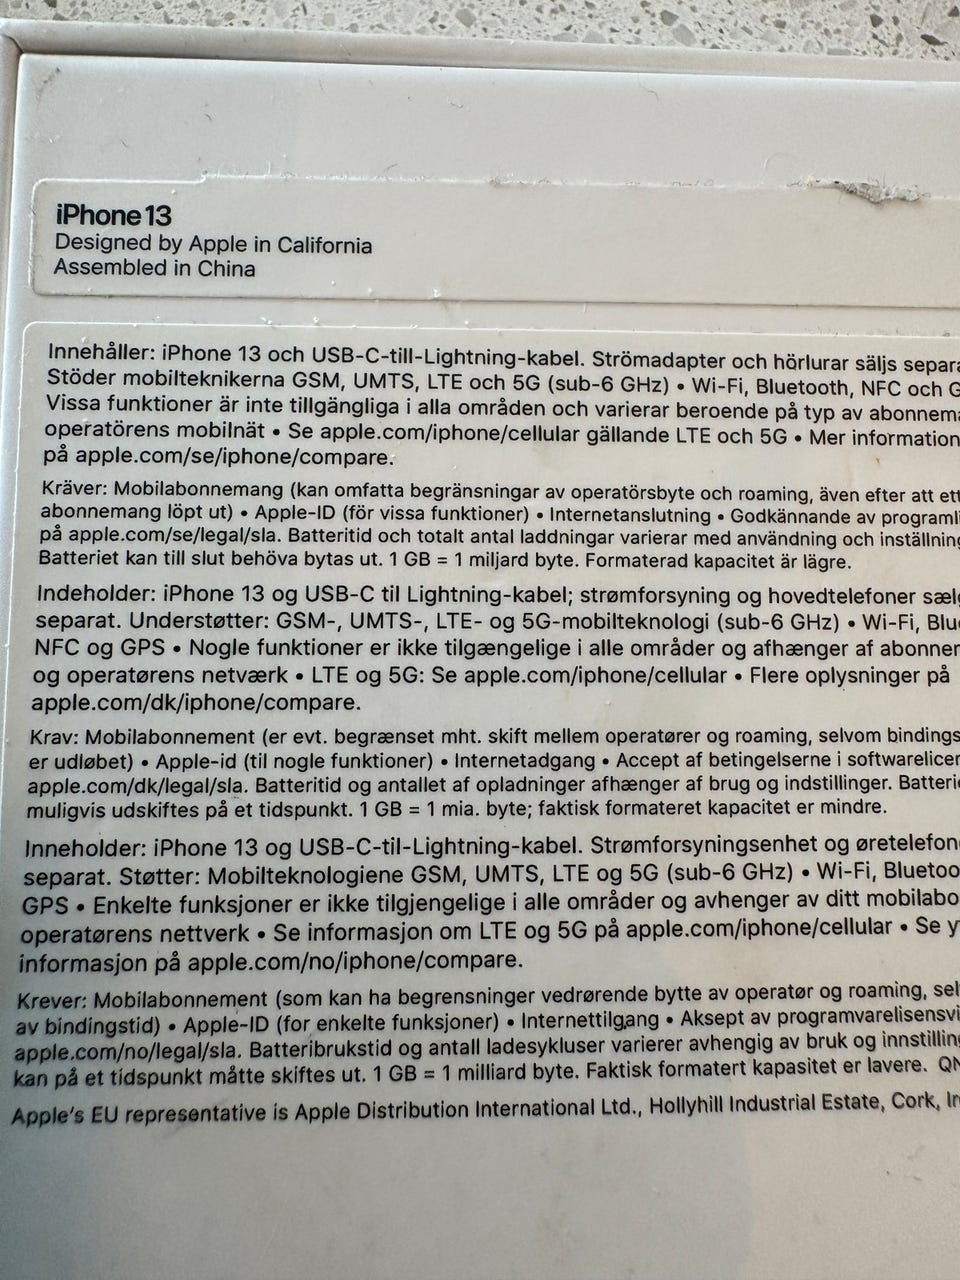 iPhone 13
Designed by Apple in California
Assembled in China
Innehåller: iPhone 13 och USB-C-till-Lightning-kabel. Strömadapter och hörlurar säljs
Stöder mobilteknikerna GSM, UMTS, LTE och 5G (sub-6 GHz) • Wi-Fi, Bluetooth, NFC och
Vissa funktioner är inte tillgängliga i alla områden och varierar beroende på typ av
operatörens mobilnät • Se apple.com/iphone/cellular gällande LTE och 5G • Mer information
på apple.com/se/iphone/compare.
Kräver: Mobilabonnemang (kan omfatta begränsningar av operatörsbyte och roaming, även efter att ett
abonnemang löpt ut) • Apple-ID (för vissa funktioner) • Internetanslutning • Godkännande av
på apple.com/se/legal/sla. Batteritid och totalt antal laddningar varierar med användning och
Batteriet kan till slut behöva bytas ut. 1 GB = 1 miljard byte. Formaterad kapacitet är lägre.
Indeholder: iPhone 13 og USB-C til Lightning-kabel; strømforsyning og hovedtelefoner
separat. Understøtter: GSM-, UMTS-, LTE- og 5G-mobilteknologi (sub-6 GHz) • Wi-Fi,
NFC og GPS • Nogle funktioner er ikke tilgængelige i alle områder og afhænger af
og operatørens netværk • LTE og 5G: Se apple.com/iphone/cellular • Flere oplysninger på
apple.com/dk/iphone/compare.
Krav: Mobilabonnement (er evt. begrænset mht. skift mellem operatører og roaming, selvom
er udløbet) • Apple-id (til nogle funktioner) • Internetadgang • Accept af betingelserne i
apple.com/dk/legal/sla. Batteritid og antallet af opladninger afhænger af brug og indstillinger.
muligvis udskiftes på et tidspunkt. 1 GB = 1 mia. byte; faktisk formateret kapacitet er mindre.
Inneholder: iPhone 13 og USB-C-til-Lightning-kabel. Strømforsyningsenhet og
separat. Støtter: Mobilteknologiene GSM, UMTS, LTE og 5G (sub-6 GHz) • Wi-Fi,
GPS • Enkelte funksjoner er ikke tilgjengelige i alle områder og avhenger av ditt
operatørens nettverk • Se informasjon om LTE og 5G på apple.com/iphone/cellular • Se
informasjon på apple.com/no/iphone/compare.
Krever: Mobilabonnement (som kan ha begrensninger vedrørende bytte av operatør og roaming,
av bindingstid) • Apple-ID (for enkelte funksjoner) • Internettilgang • Aksept av
apple.com/no/legal/sla. Batteribrukstid og antall ladesykluser varierer avhengig av bruk og
kan på et tidspunkt måtte skiftes ut. 1 GB = 1 milliard byte. Faktisk formatert kapasitet er lavere.
Apple's EU representative is Apple Distribution International Ltd., Hollyhill Industrial Estate, Cork,